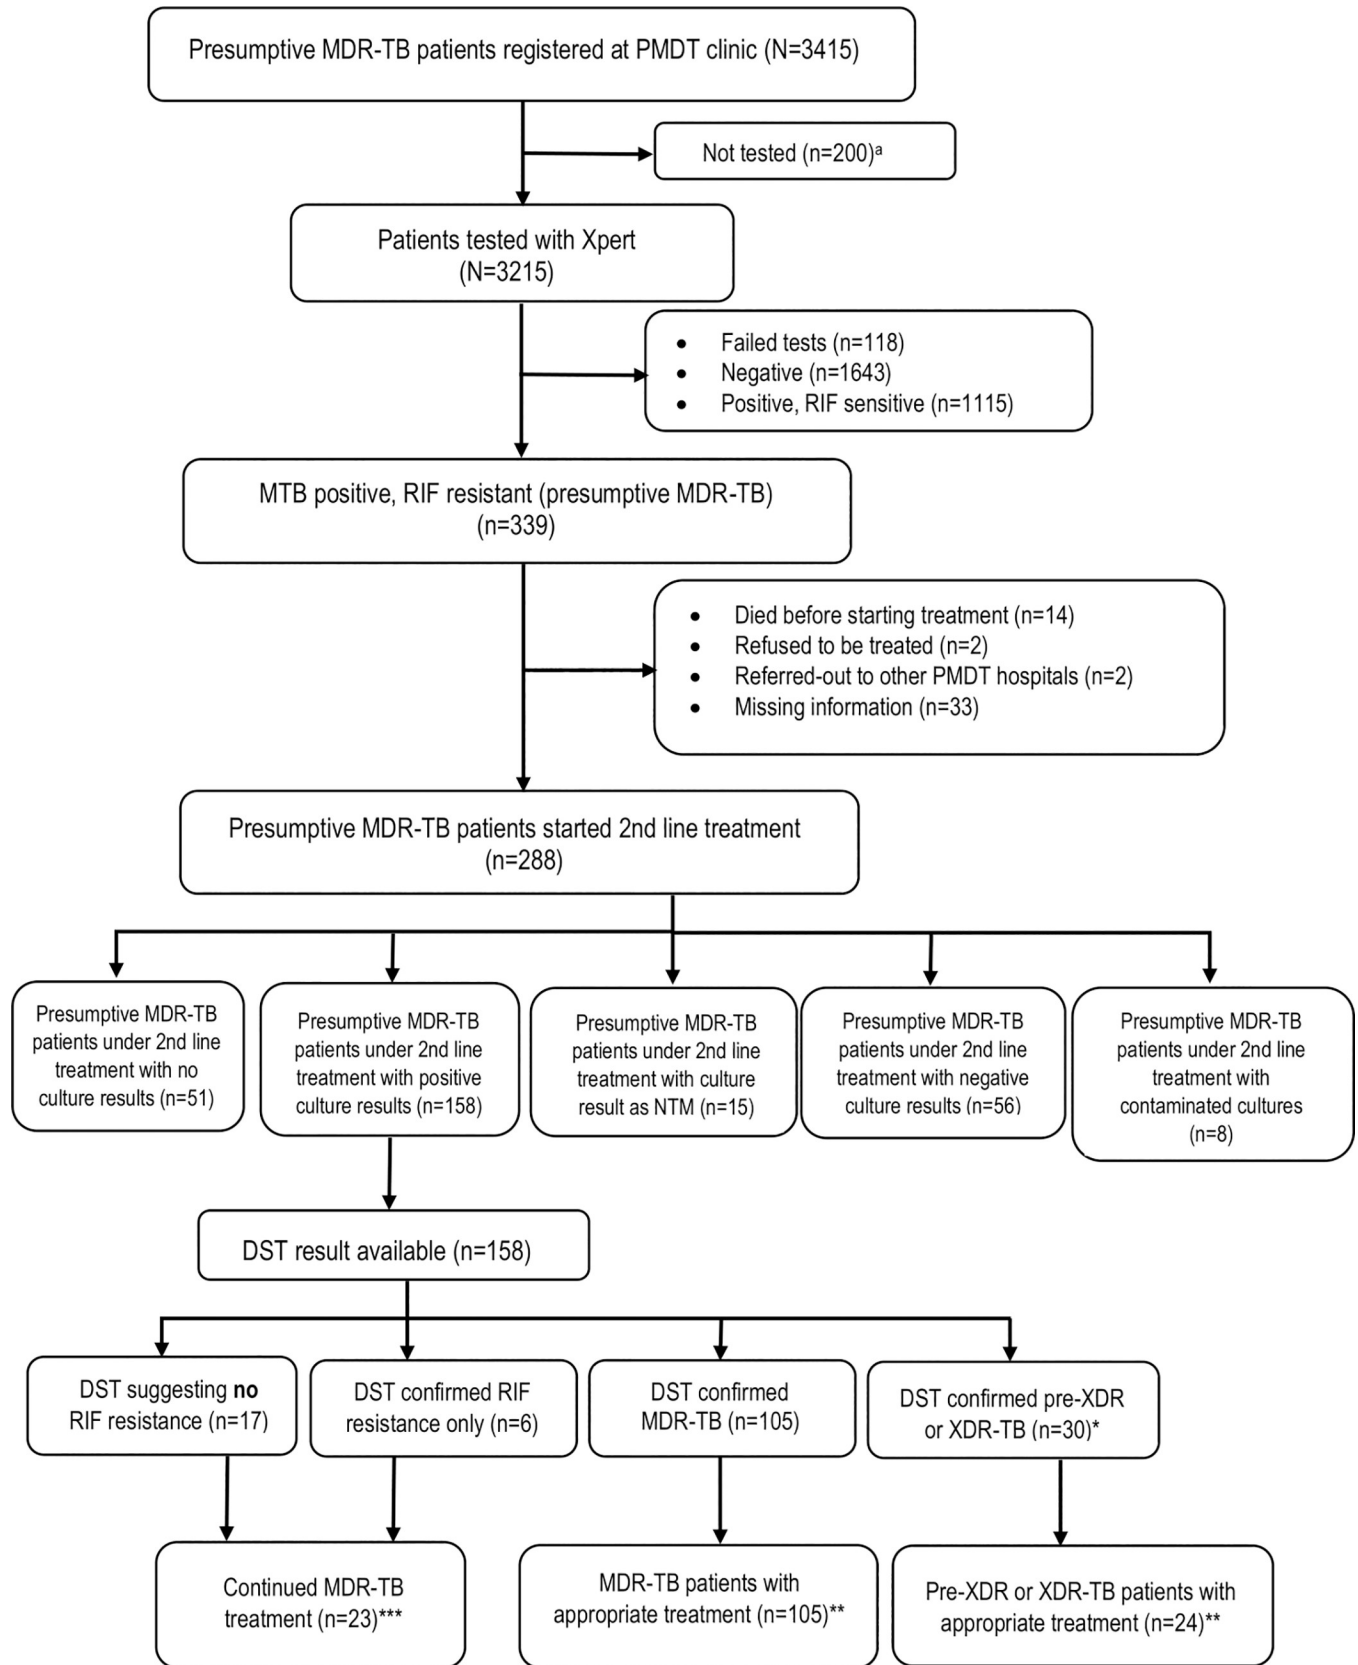 Presumptive MDR-TB patients registered at PMDT clinic (N=3415)
Not tested (n=200)ᵃ
Patients tested with Xpert
(N=3215)
• Failed tests (n=118)
• Negative (n=1643)
• Positive, RIF sensitive (n=1115)
MTB positive, RIF resistant (presumptive MDR-TB)
(n=339)
• Died before starting treatment (n=14)
• Refused to be treated (n=2)
• Referred-out to other PMDT hospitals (n=2)
• Missing information (n=33)
Presumptive MDR-TB patients started 2nd line treatment
(n=288)
Presumptive MDR-TB
patients under 2nd line
treatment with no
culture results (n=51)
Presumptive MDR-TB
patients under 2nd line
treatment with positive
culture results (n=158)
Presumptive MDR-TB
patients under 2nd line
treatment with culture
result as NTM (n=15)
Presumptive MDR-TB
patients under 2nd line
treatment with negative
culture results (n=56)
Presumptive MDR-TB
patients under 2nd line
treatment with
contaminated cultures
(n=8)
DST result available (n=158)
DST suggesting no
RIF resistance (n=17)
DST confirmed RIF
resistance only (n=6)
DST confirmed
MDR-TB (n=105)
DST confirmed pre-XDR
or XDR-TB (n=30)*
Continued MDR-TB
treatment (n=23)***
MDR-TB patients with
appropriate treatment (n=105)**
Pre-XDR or XDR-TB patients with
appropriate treatment (n=24)**